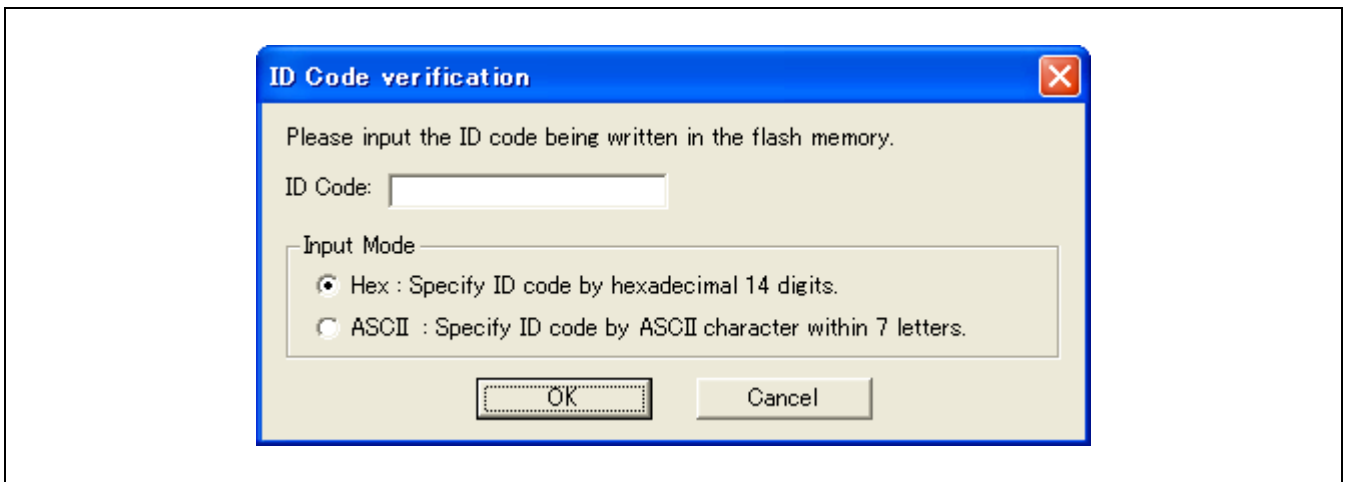 ID Code verification
Please input the ID code being written in the flash memory.
ID Code:
Input Mode
Hex : Specify ID code by hexadecimal 14 digits.
ASCII : Specify ID code by ASCII character within 7 letters.
OK Cancel